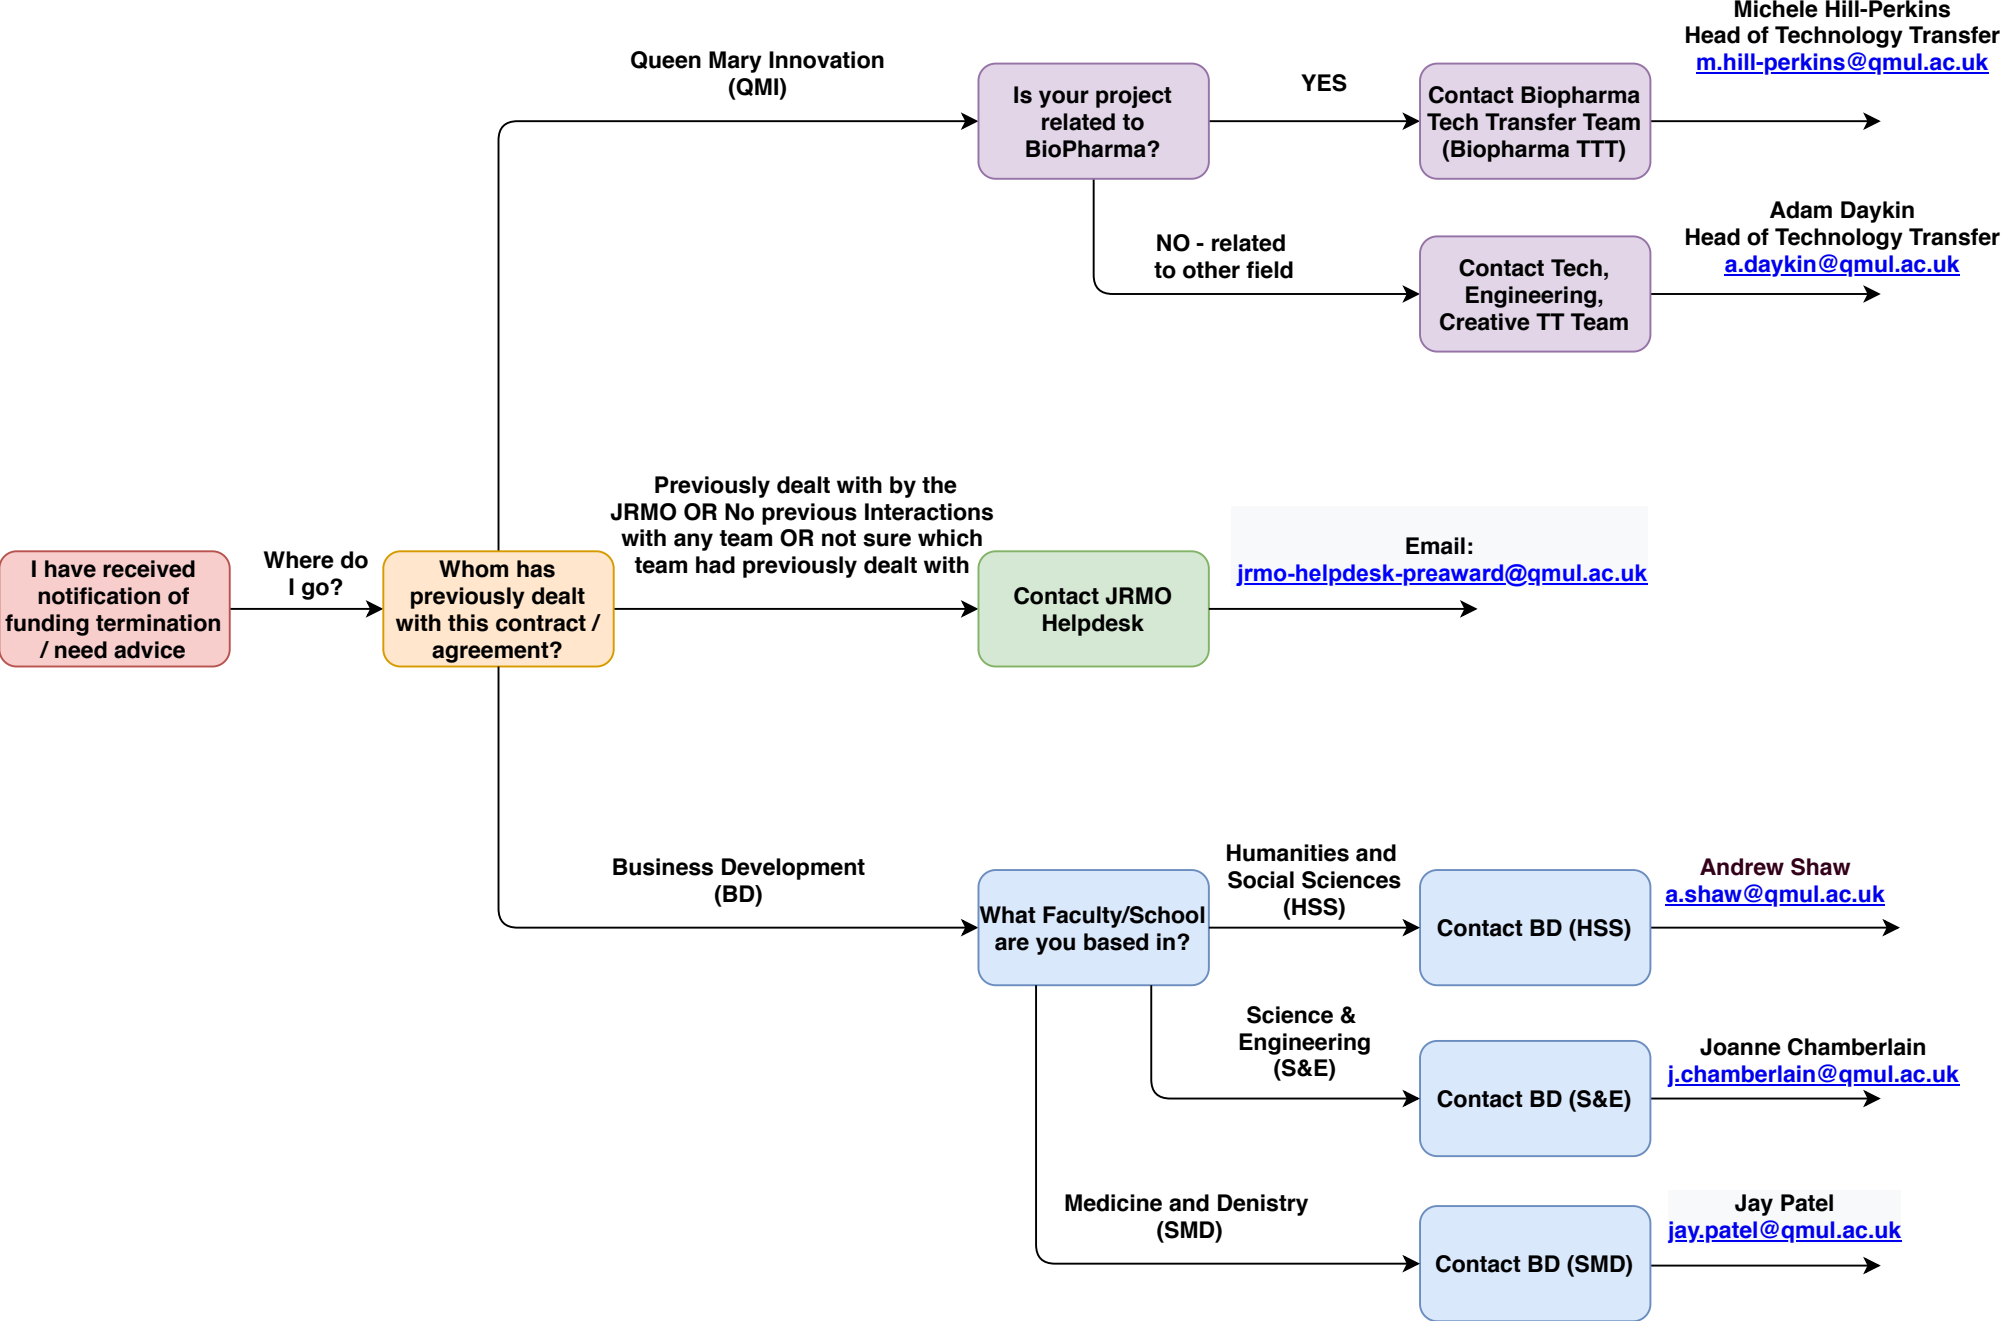 Michele Hill-Perkins
Head of Technology Transfer
m.hill-perkins@qmul.ac.uk
Queen Mary Innovation
(QMI)
Is your project
related to
BioPharma?
YES
Contact Biopharma
Tech Transfer Team
(Biopharma TTT)
NO - related
to other field
Contact Tech,
Engineering,
Creative TT Team
Adam Daykin
Head of Technology Transfer
a.daykin@qmul.ac.uk
I have received
notification of
funding termination
/ need advice
Where do
I go?
Whom has
previously dealt
with this contract /
agreement?
Previously dealt with by the
JRMO OR No previous Interactions
with any team OR not sure which
team had previously dealt with
Contact JRMO
Helpdesk
Email:
jrmo-helpdesk-preaward@qmul.ac.uk
Business Development
(BD)
What Faculty/School
are you based in?
Humanities and
Social Sciences
(HSS)
Contact BD (HSS)
Andrew Shaw
a.shaw@qmul.ac.uk
Science &
Engineering
(S&E)
Contact BD (S&E)
Joanne Chamberlain
j.chamberlain@qmul.ac.uk
Medicine and Denistry
(SMD)
Contact BD (SMD)
Jay Patel
jay.patel@qmul.ac.uk